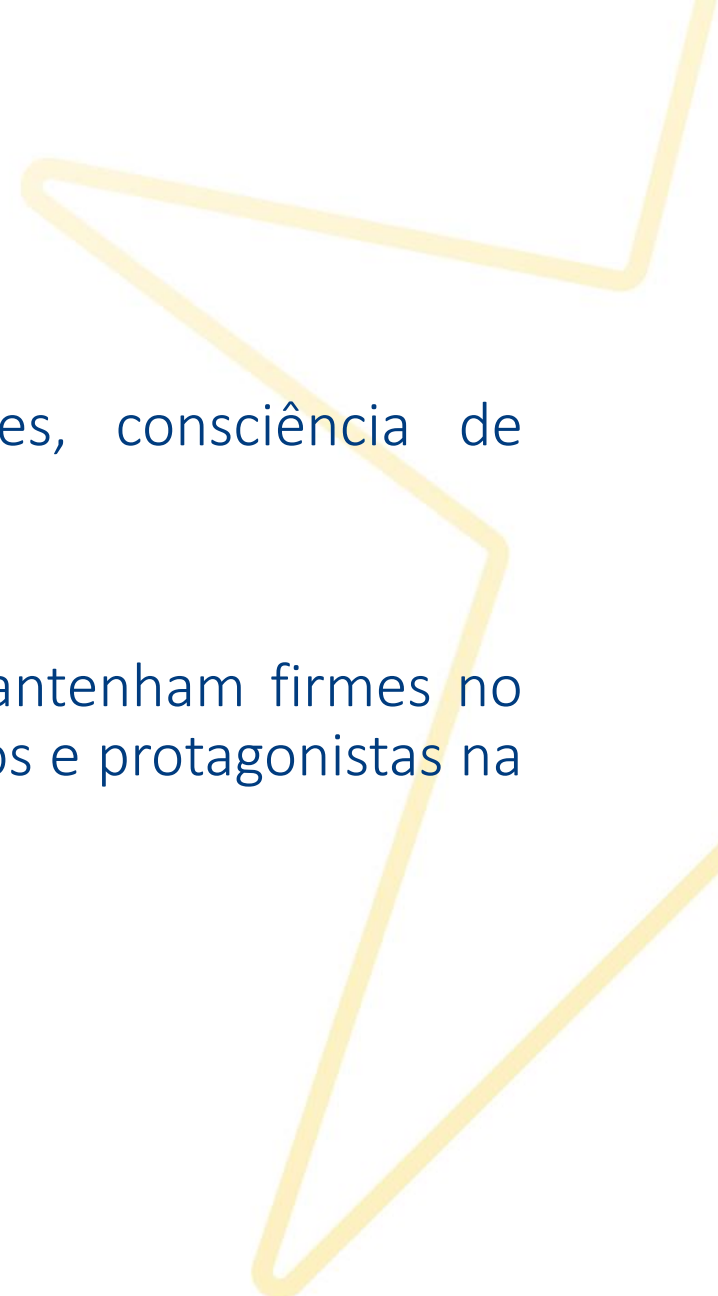 es, consciência de
antenham firmes no
os e protagonistas na